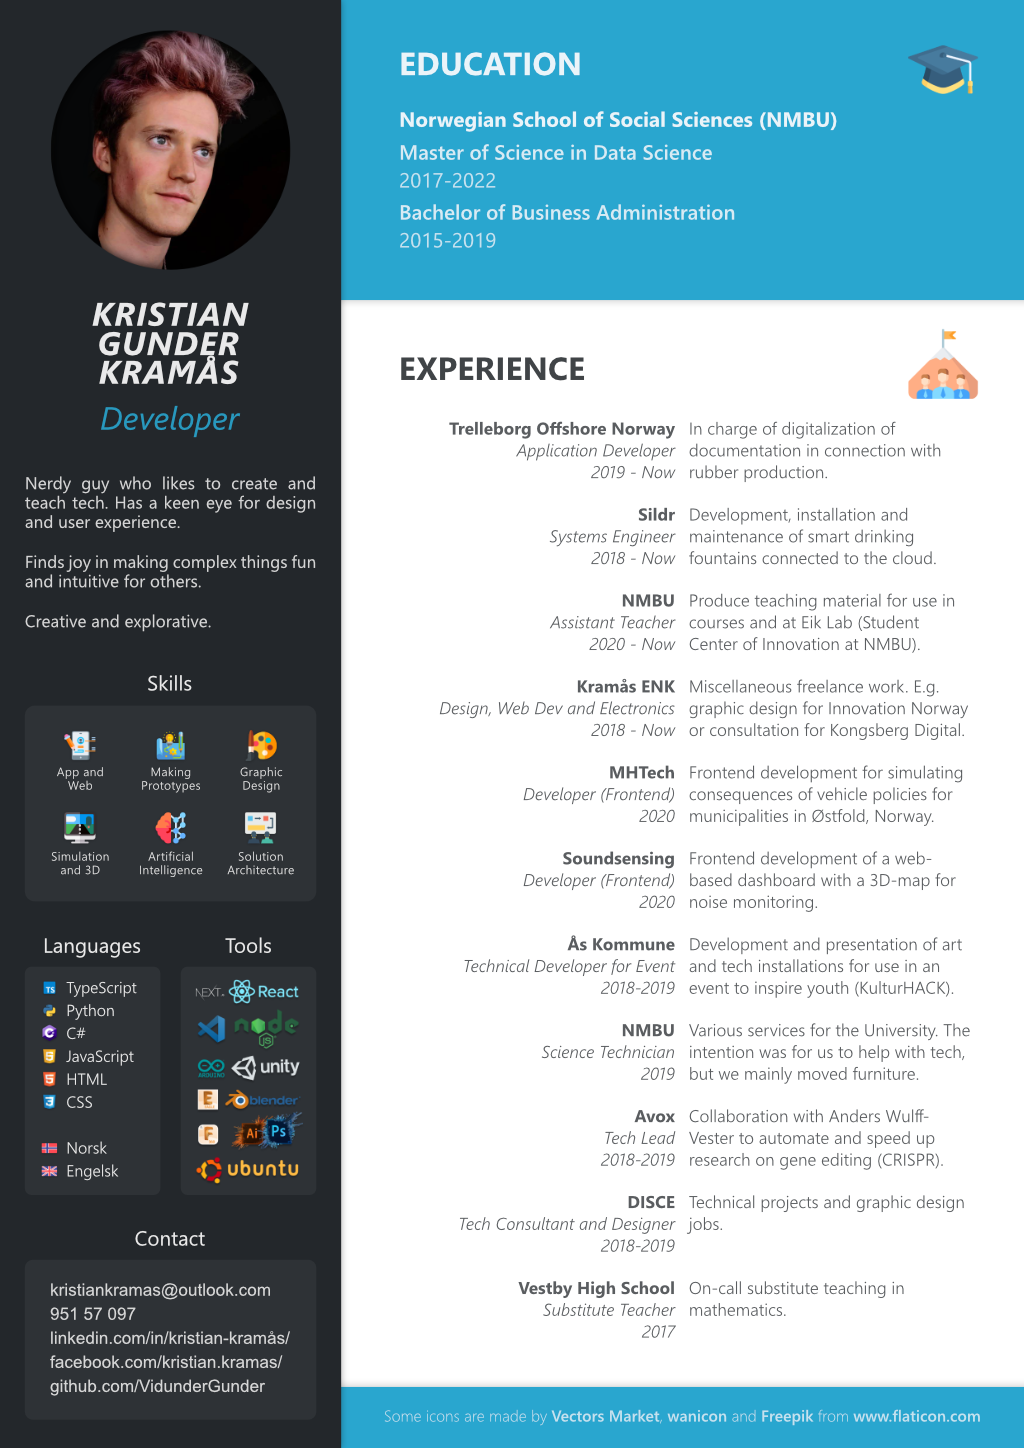 KRISTIAN
GUNDER
KRAMÅS
Developer
Nerdy guy who likes to create and
teach tech. Has a keen eye for design
and user experience.
Finds joy in making complex things fun
and intuitive for others.
Creative and explorative.
Skills
App and
Web
Making
Prototypes
Graphic
Design
Simulation
and 3D
Artificial
Intelligence
Solution
Architecture
Languages
TS TypeScript
Python
C#
JavaScript
HTML
CSS
Norsk
Engelsk
Tools
NEXT.
React
node
JS
ARDUINO
unity
E
blender
F
Ai
Ps
ubuntu
Contact
kristiankramas@outlook.com
951 57 097
linkedin.com/in/kristian-kramås/
facebook.com/kristian.kramas/
github.com/VidunderGunder
EDUCATION
Norwegian School of Social Sciences (NMBU)
Master of Science in Data Science
2017-2022
Bachelor of Business Administration
2015-2019
EXPERIENCE
Trelleborg Offshore Norway
Application Developer
2019 - Now
In charge of digitalization of
documentation in connection with
rubber production.
Sildr
Systems Engineer
2018 - Now
Development, installation and
maintenance of smart drinking
fountains connected to the cloud.
NMBU
Assistant Teacher
2020 - Now
Produce teaching material for use in
courses and at Eik Lab (Student
Center of Innovation at NMBU).
Kramås ENK
Design, Web Dev and Electronics
2018 - Now
Miscellaneous freelance work. E.g.
graphic design for Innovation Norway
or consultation for Kongsberg Digital.
MHTech
Developer (Frontend)
2020
Frontend development for simulating
consequences of vehicle policies for
municipalities in Østfold, Norway.
Soundsensing
Developer (Frontend)
2020
Frontend development of a web-
based dashboard with a 3D-map for
noise monitoring.
Ås Kommune
Technical Developer for Event
2018-2019
Development and presentation of art
and tech installations for use in an
event to inspire youth (KulturHACK).
NMBU
Science Technician
2019
Various services for the University. The
intention was for us to help with tech,
but we mainly moved furniture.
Avox
Tech Lead
2018-2019
Collaboration with Anders Wulff-
Vester to automate and speed up
research on gene editing (CRISPR).
DISCE
Tech Consultant and Designer
2018-2019
Technical projects and graphic design
jobs.
Vestby High School
Substitute Teacher
2017
On-call substitute teaching in
mathematics.
Some icons are made by Vectors Market, wanicon and Freepik from www.flaticon.com